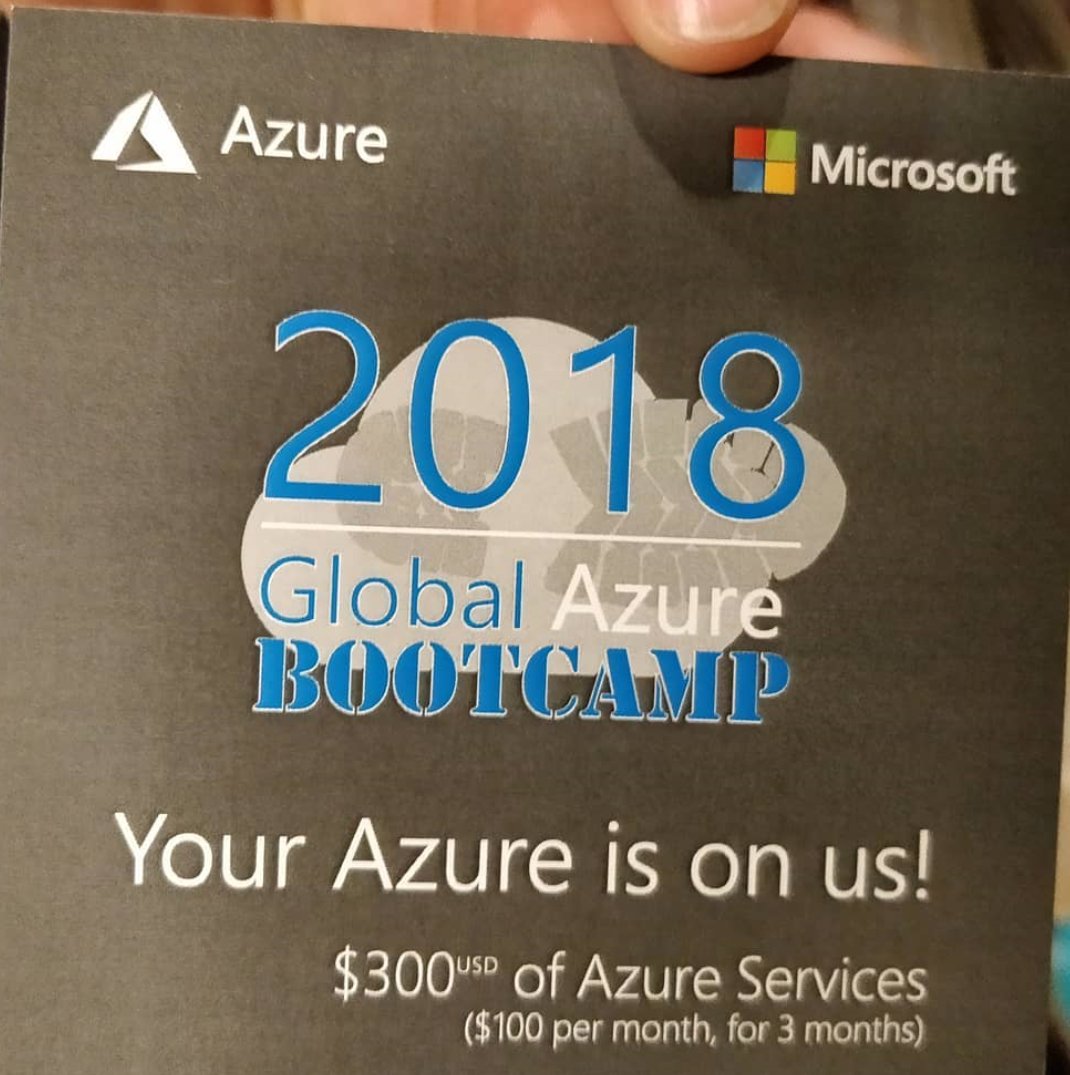 Azure
Microsoft
2018
Global Azure
BOOTCAMP
Your Azure is on us!
$300USD of Azure Services
($100 per month, for 3 months)